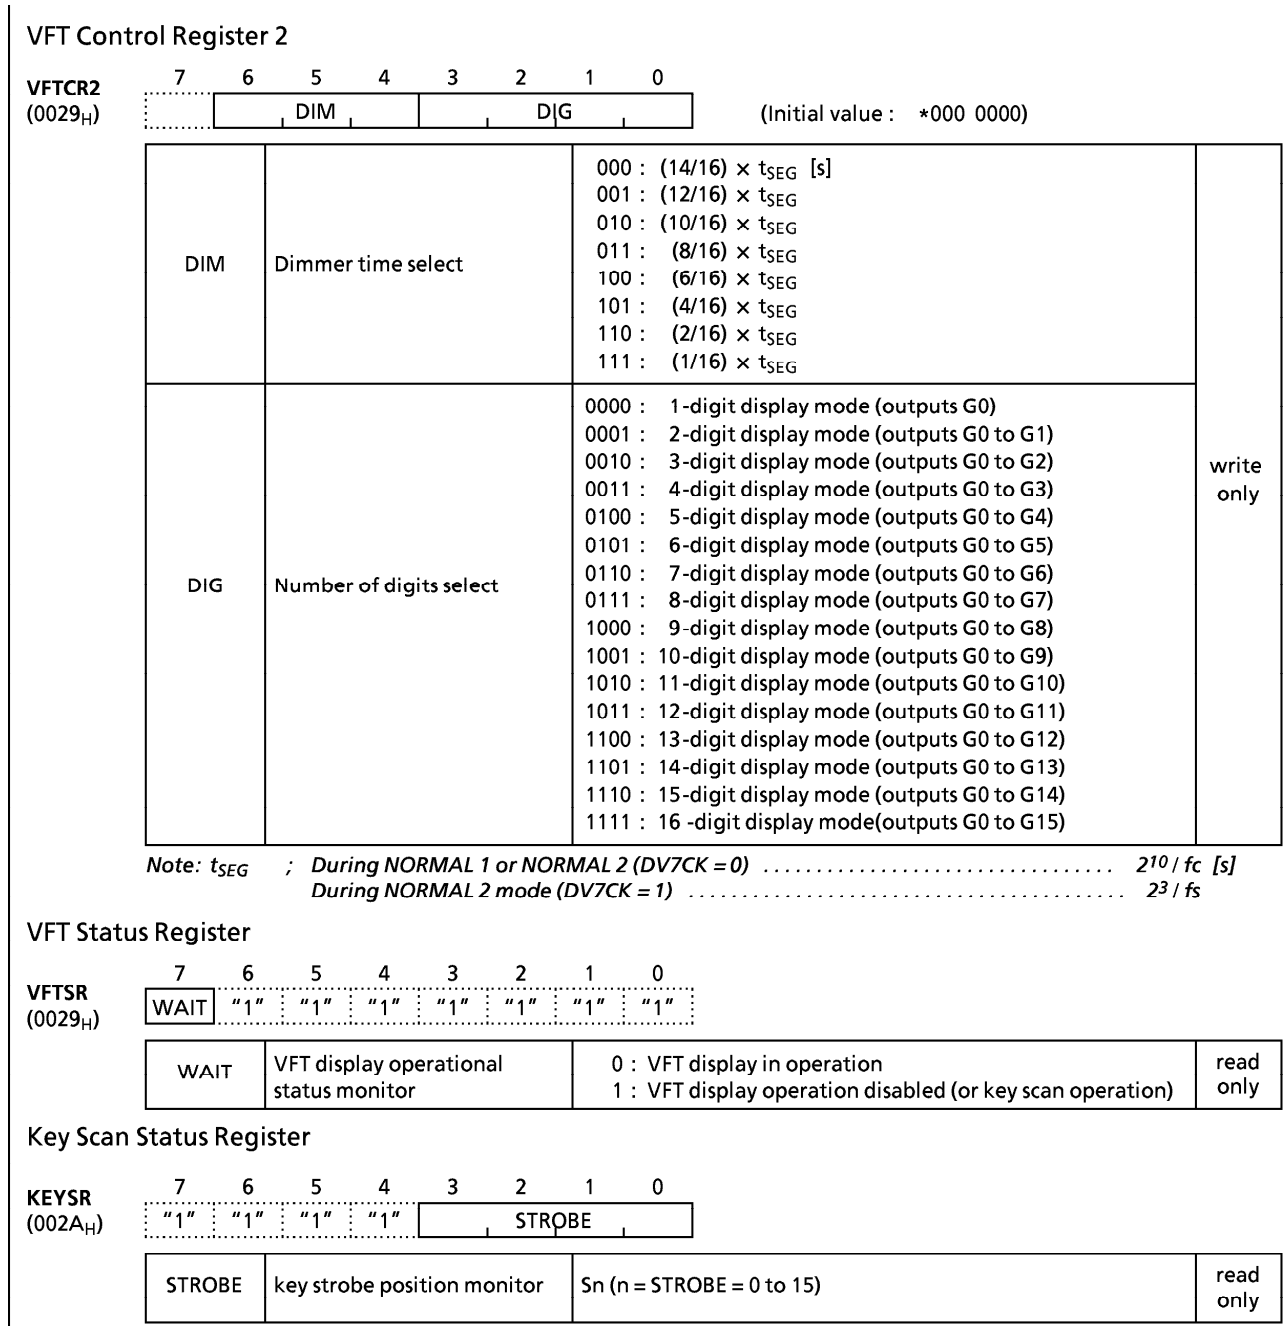 VFT Control Register 2
7 6 5 4 3 2 1 0
VFTCR2
(0029H)
DIM DIG (Initial value : *000 0000)
000 : (14/16) × tSEG [s]
001 : (12/16) × tSEG
010 : (10/16) × tSEG
011 : (8/16) × tSEG
DIM Dimmer time select
100 : (6/16) × tSEG
101 : (4/16) × tSEG
110 : (2/16) × tSEG
111 : (1/16) × tSEG
0000 : 1-digit display mode (outputs G0)
0001 : 2-digit display mode (outputs G0 to G1)
0010 : 3-digit display mode (outputs G0 to G2)
0011 : 4-digit display mode (outputs G0 to G3)
0100 : 5-digit display mode (outputs G0 to G4)
0101 : 6-digit display mode (outputs G0 to G5)
0110 : 7-digit display mode (outputs G0 to G6)
DIG Number of digits select
0111 : 8-digit display mode (outputs G0 to G7)
1000 : 9-digit display mode (outputs G0 to G8)
1001 : 10-digit display mode (outputs G0 to G9)
1010 : 11-digit display mode (outputs G0 to G10)
1011 : 12-digit display mode (outputs G0 to G11)
1100 : 13-digit display mode (outputs G0 to G12)
1101 : 14-digit display mode (outputs G0 to G13)
1110 : 15-digit display mode (outputs G0 to G14)
1111 : 16 -digit display mode(outputs G0 to G15)
write
only
Note: tSEG ; During NORMAL 1 or NORMAL 2 (DV7CK = 0) ................................. 2^10 / fc [s]
During NORMAL 2 mode (DV7CK = 1) ......................................... 2^3 / fs
VFT Status Register
7 6 5 4 3 2 1 0
VFTSR
(0029H)
WAIT "1" "1" "1" "1" "1" "1" "1"
WAIT
VFT display operational
status monitor
0 : VFT display in operation
1 : VFT display operation disabled (or key scan operation)
read
only
Key Scan Status Register
7 6 5 4 3 2 1 0
KEYSR
(002AH)
"1" "1" "1" "1" STROBE
STROBE key strobe position monitor Sn (n = STROBE = 0 to 15)
read
only